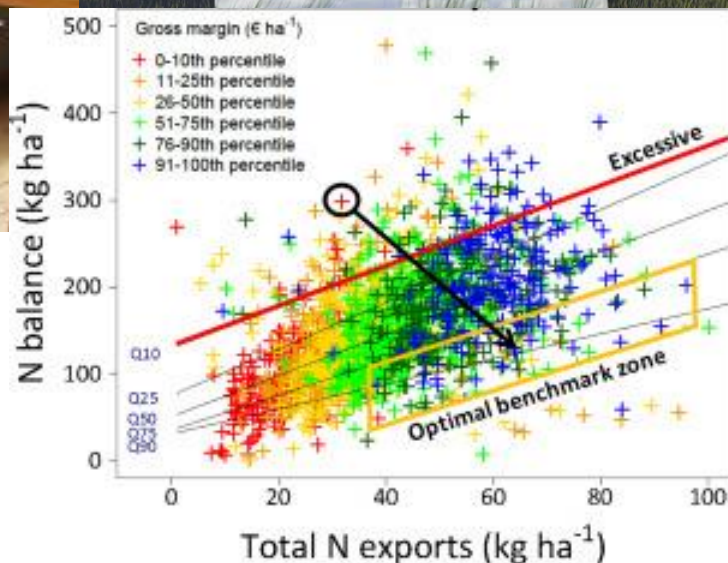 Gross margin (€ ha⁻¹)
0-10th percentile
11-25th percentile
26-50th percentile
51-75th percentile
76-90th percentile
91-100th percentile
500
400
300
200
100
0
N balance (kg ha⁻¹)
Excessive
Optimal benchmark zone
Q10
Q25
Q50
Q75
Q90
0
20
40
60
80
100
Total N exports (kg ha⁻¹)